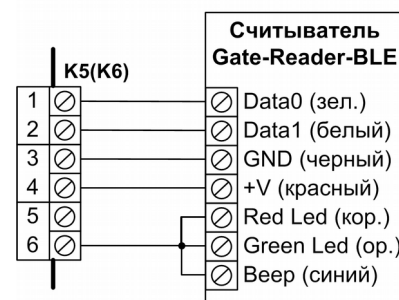 Считыватель
Gate-Reader-BLE
K5(K6)
1 Data0 (зел.)
2 Data1 (белый)
3 GND (черный)
4 +V (красный)
5 Red Led (кор.)
6 Green Led (ор.)
Beep (синий)